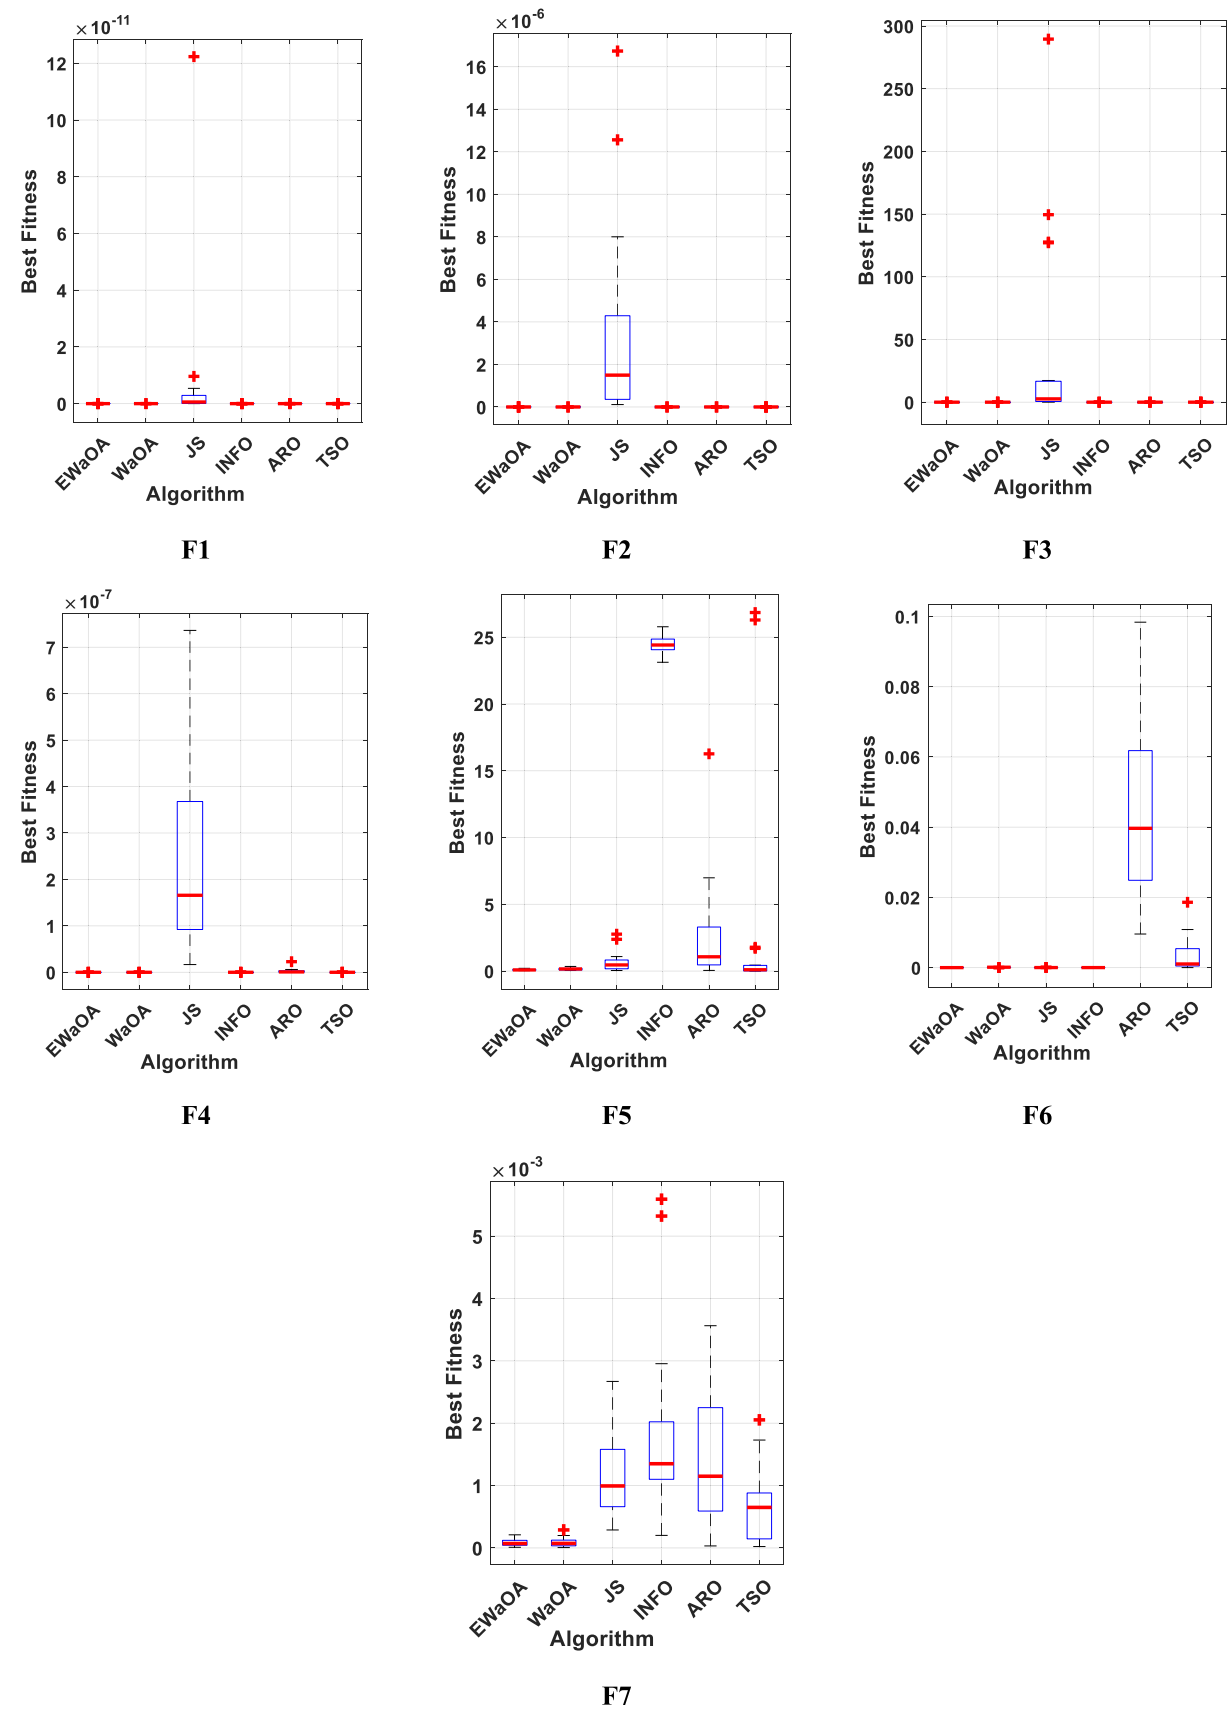 ×10-11
12
10
8
6
4
2
0
Best Fitness
EWaOA
WaOA
JS
INFO
ARO
TSO
Algorithm
F1
×10-6
16
14
12
10
8
6
4
2
0
Best Fitness
EWaOA
WaOA
JS
INFO
ARO
TSO
Algorithm
F2
300
250
200
150
100
50
0
Best Fitness
EWaOA
WaOA
JS
INFO
ARO
TSO
Algorithm
F3
×10-7
7
6
5
4
3
2
1
0
Best Fitness
EWaOA
WaOA
JS
INFO
ARO
TSO
Algorithm
F4
25
20
15
10
5
0
Best Fitness
EWaOA
WaOA
JS
INFO
ARO
TSO
Algorithm
F5
0.1
0.08
0.06
0.04
0.02
0
Best Fitness
EWaOA
WaOA
JS
INFO
ARO
TSO
Algorithm
F6
×10-3
5
4
3
2
1
0
Best Fitness
EWaOA
WaOA
JS
INFO
ARO
TSO
Algorithm
F7